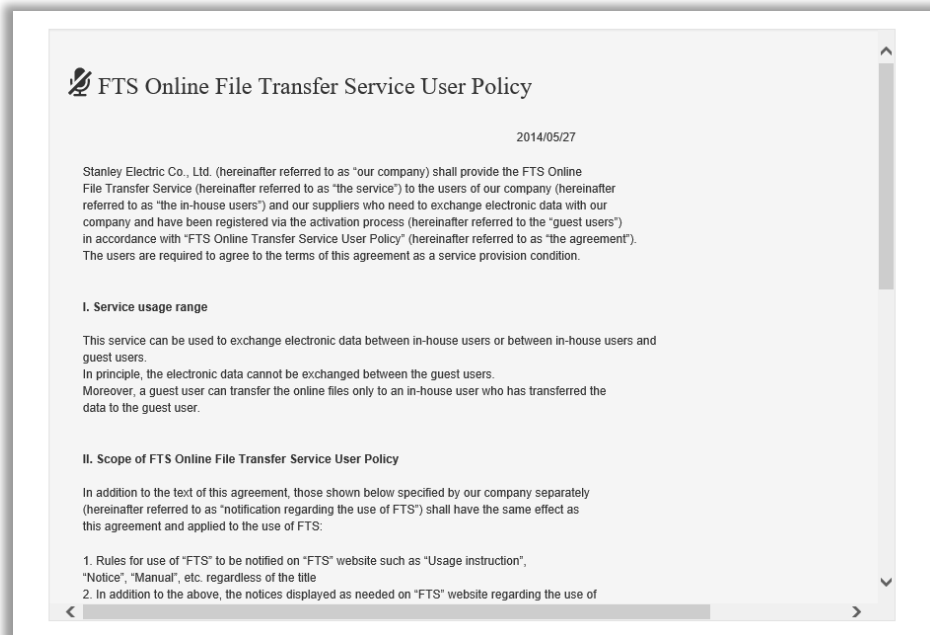 FTS Online File Transfer Service User Policy
2014/05/27
Stanley Electric Co., Ltd. (hereinafter referred to as “our company) shall provide the FTS Online
File Transfer Service (hereinafter referred to as “the service”) to the users of our company (hereinafter
referred to as “the in-house users”) and our suppliers who need to exchange electronic data with our
company and have been registered via the activation process (hereinafter referred to the “guest users”)
in accordance with “FTS Online Transfer Service User Policy” (hereinafter referred to as “the agreement”).
The users are required to agree to the terms of this agreement as a service provision condition.
I. Service usage range
This service can be used to exchange electronic data between in-house users or between in-house users and
guest users.
In principle, the electronic data cannot be exchanged between the guest users.
Moreover, a guest user can transfer the online files only to an in-house user who has transferred the
data to the guest user.
II. Scope of FTS Online File Transfer Service User Policy
In addition to the text of this agreement, those shown below specified by our company separately
(hereinafter referred to as “notification regarding the use of FTS”) shall have the same effect as
this agreement and applied to the use of FTS:
1. Rules for use of “FTS” to be notified on “FTS” website such as “Usage instruction”,
“Notice”, “Manual”, etc. regardless of the title
2. In addition to the above, the notices displayed as needed on “FTS” website regarding the use of